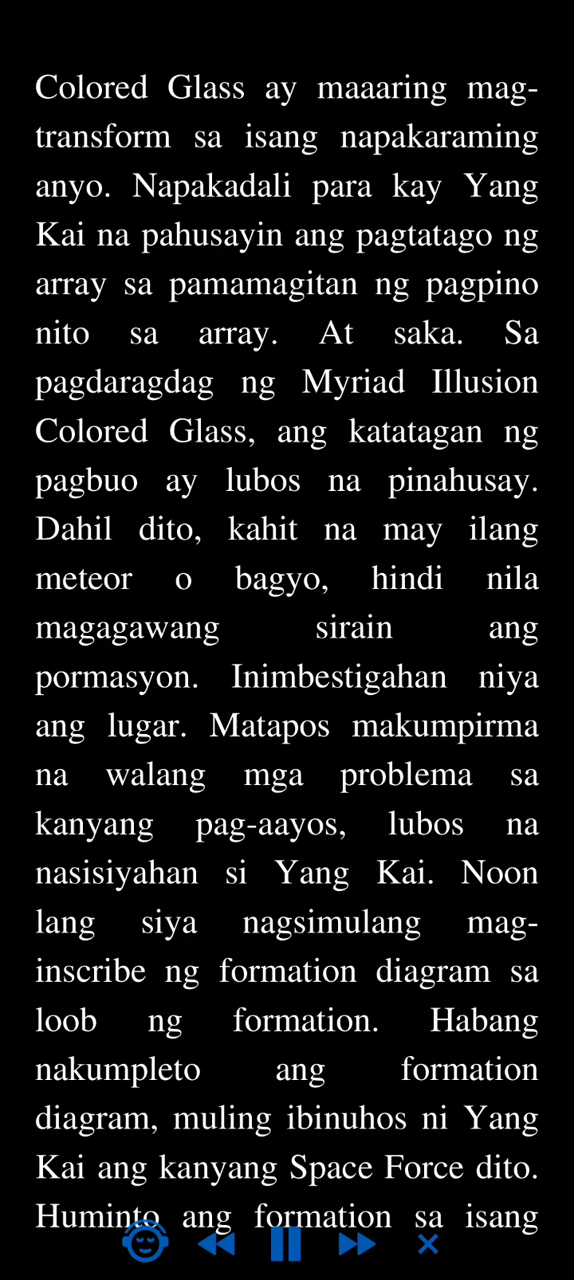 Colored Glass ay maaaring mag-
transform sa isang napakaraming
anyo. Napakadali para kay Yang
Kai na pahusayin ang pagtatago ng
array sa pamamagitan ng pagpino
nito sa array. At saka. Sa
pagdaragdag ng Myriad Illusion
Colored Glass, ang katatagan ng
pagbuo ay lubos na pinahusay.
Dahil dito, kahit na may ilang
meteor o bagyo, hindi nila
magagawang sirain ang
pormasyon. Inimbestigahan niya
ang lugar. Matapos makumpirma
na walang mga problema sa
kanyang pag-aayos, lubos na
nasisiyahan si Yang Kai. Noon
lang siya nagsimulang mag-
inscribe ng formation diagram sa
loob ng formation. Habang
nakumpleto ang formation
diagram, muling ibinuhos ni Yang
Kai ang kanyang Space Force dito.
Huminto ang formation sa isang